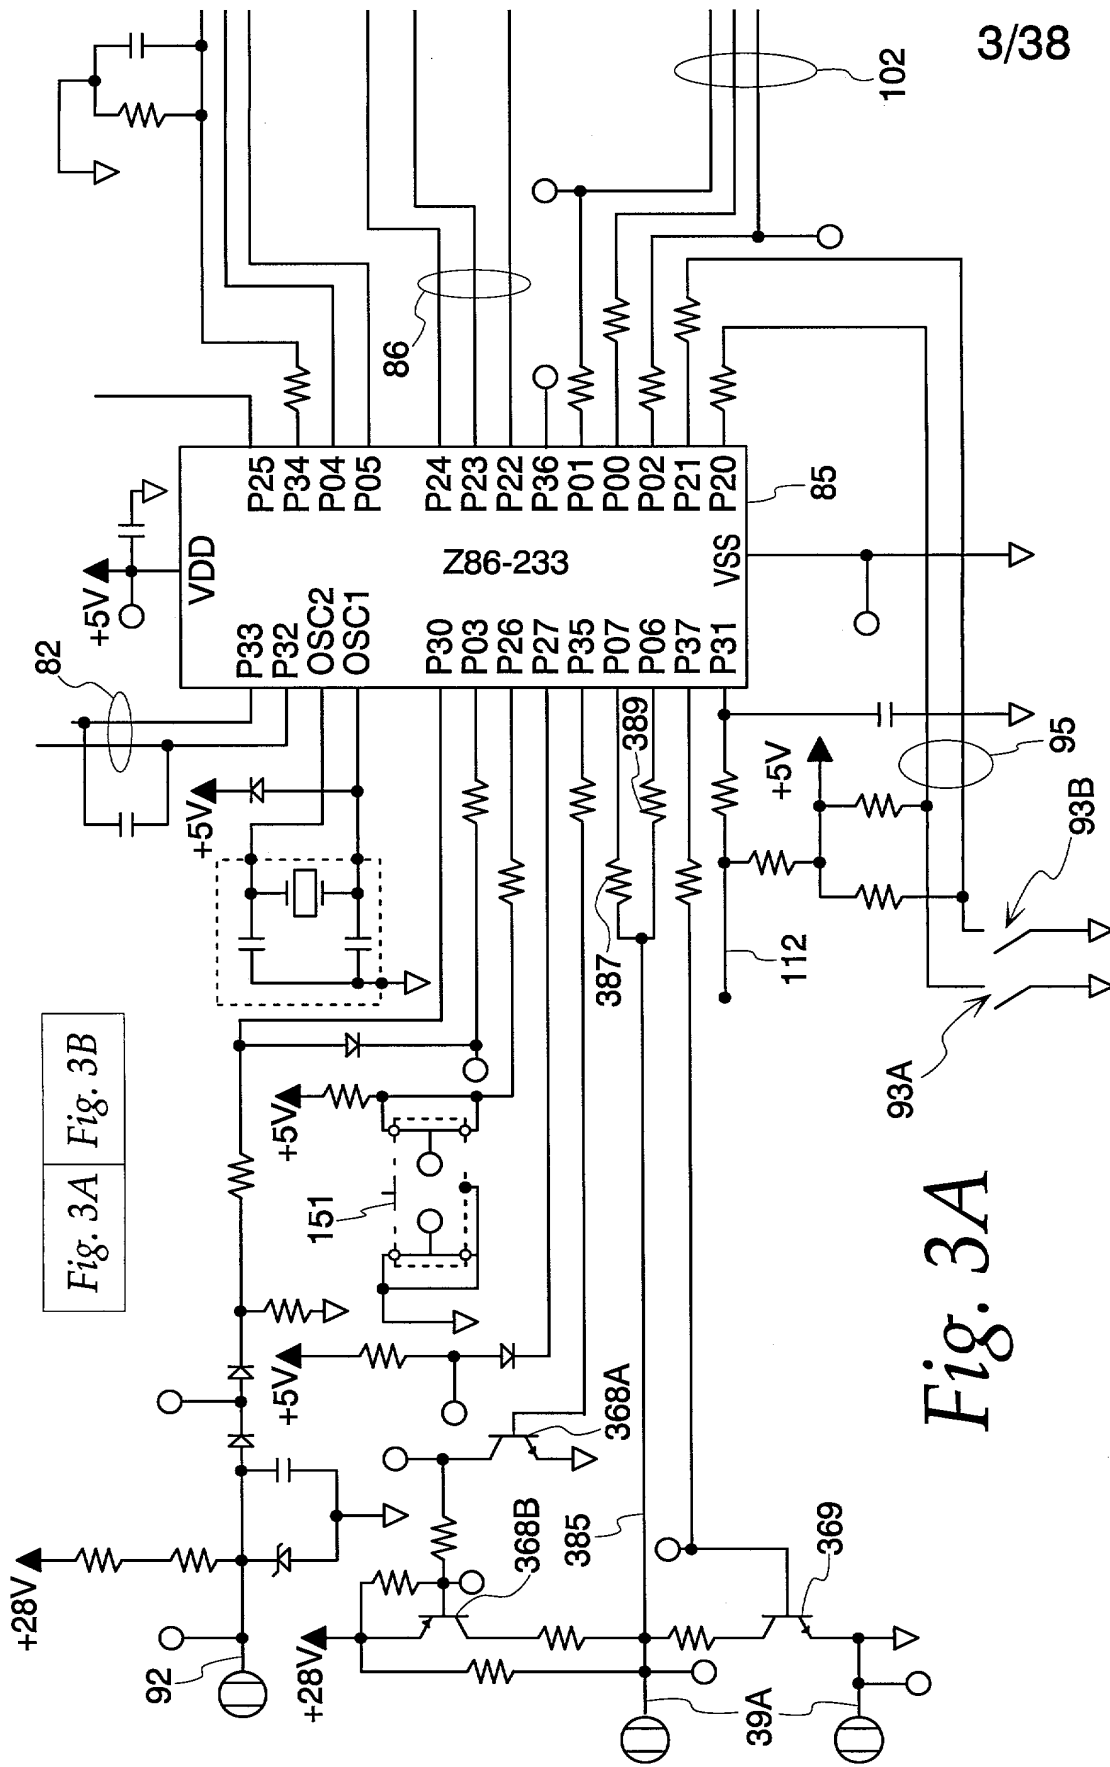 3/38
102
86
+5V
82
VDD
P25
P34
P04
P05
P24
P23
P22
P36
P01
P00
P02
P21
P20
85
Z86-233
VSS
P33
P32
OSC2
OSC1
P30
P03
P26
P27
P35
P07
P06
P37
P31
389
387
+5V
+5V
95
93B
93A
112
Fig. 3A Fig. 3B
+5V
151
+5V
368A
368B
385
369
+28V
92
+28V
39A
Fig. 3A